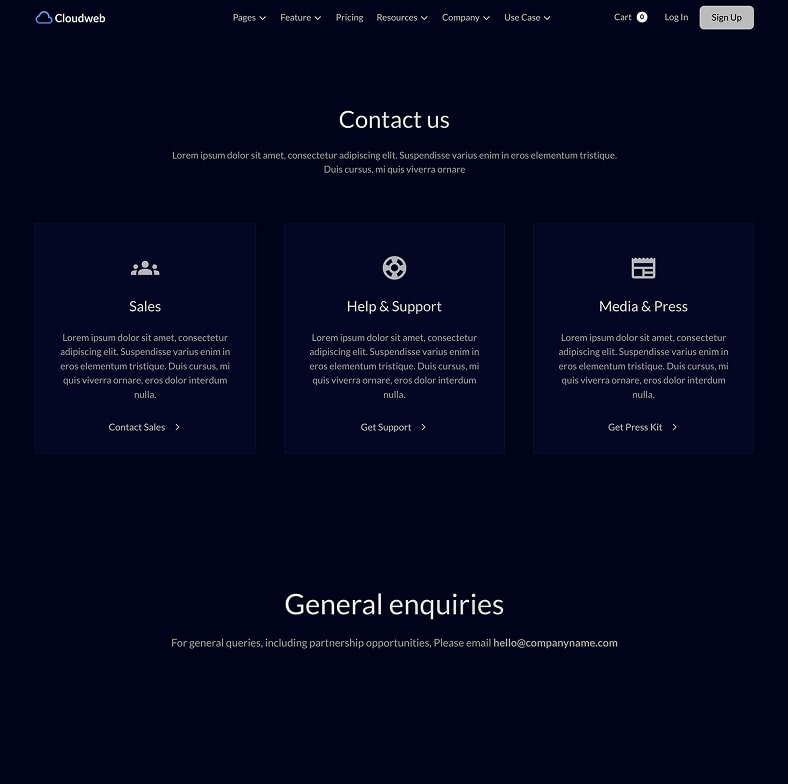 Cloudweb
Pages Feature Pricing Resources Company Use Case
Cart 0 Log In Sign Up
Contact us
Lorem ipsum dolor sit amet, consectetur adipiscing elit. Suspendisse varius enim in eros elementum tristique.
Duis cursus, mi quis viverra ornare
Sales
Lorem ipsum dolor sit amet, consectetur
adipiscing elit. Suspendisse varius enim in
eros elementum tristique. Duis cursus, mi
quis viverra ornare, eros dolor interdum
nulla.
Contact Sales
Help & Support
Lorem ipsum dolor sit amet, consectetur
adipiscing elit. Suspendisse varius enim in
eros elementum tristique. Duis cursus, mi
quis viverra ornare, eros dolor interdum
nulla.
Get Support
Media & Press
Lorem ipsum dolor sit amet, consectetur
adipiscing elit. Suspendisse varius enim in
eros elementum tristique. Duis cursus, mi
quis viverra ornare, eros dolor interdum
nulla.
Get Press Kit
General enquiries
For general queries, including partnership opportunities, Please email hello@companyname.com